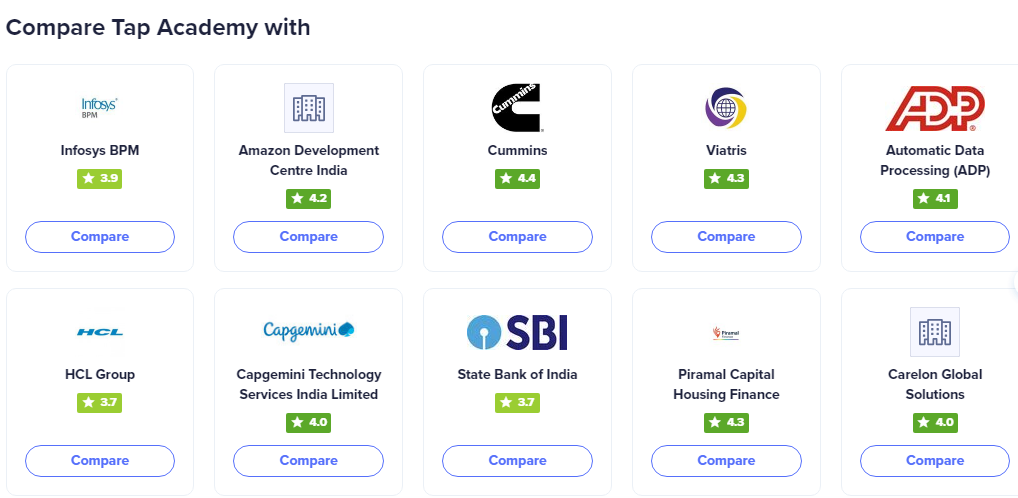 Compare Tap Academy with
Infosys
BPM
Infosys BPM
3.9
Compare
Amazon Development
Centre India
4.2
Compare
Cummins
Cummins
4.4
Compare
Viatris
4.3
Compare
ADP
Automatic Data
Processing (ADP)
4.1
Compare
HCL
HCL Group
3.7
Compare
Capgemini
Capgemini Technology
Services India Limited
4.0
Compare
SBI
State Bank of India
3.7
Compare
Piramal
Piramal Capital
Housing Finance
4.3
Compare
Carelon Global
Solutions
4.0
Compare